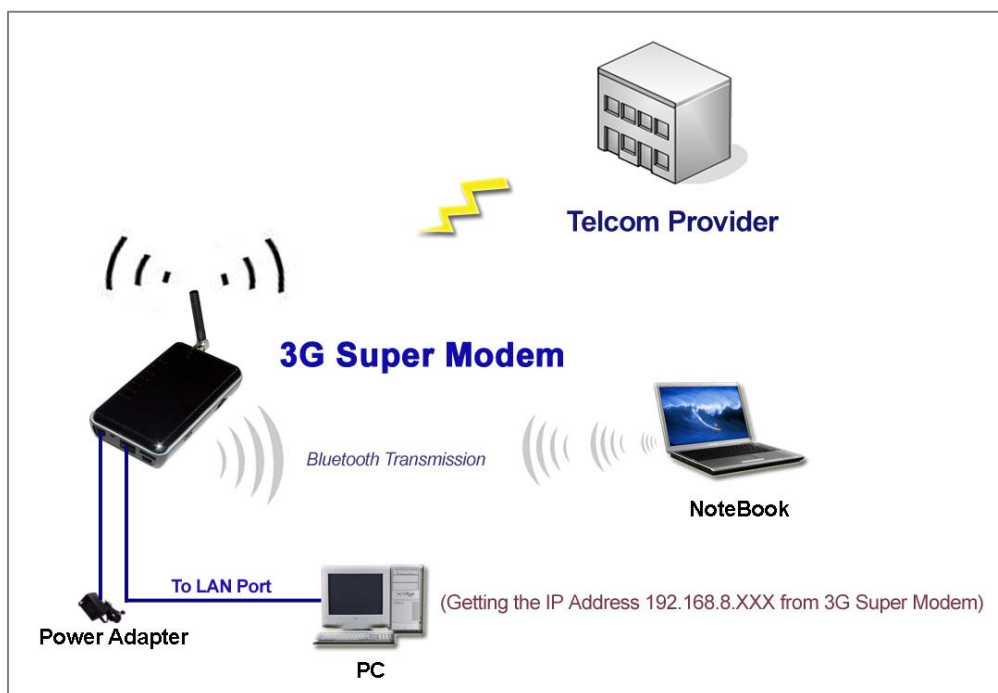 Telcom Provider
3G Super Modem
Bluetooth Transmission
NoteBook
To LAN Port
(Getting the IP Address 192.168.8.XXX from 3G Super Modem)
Power Adapter
PC